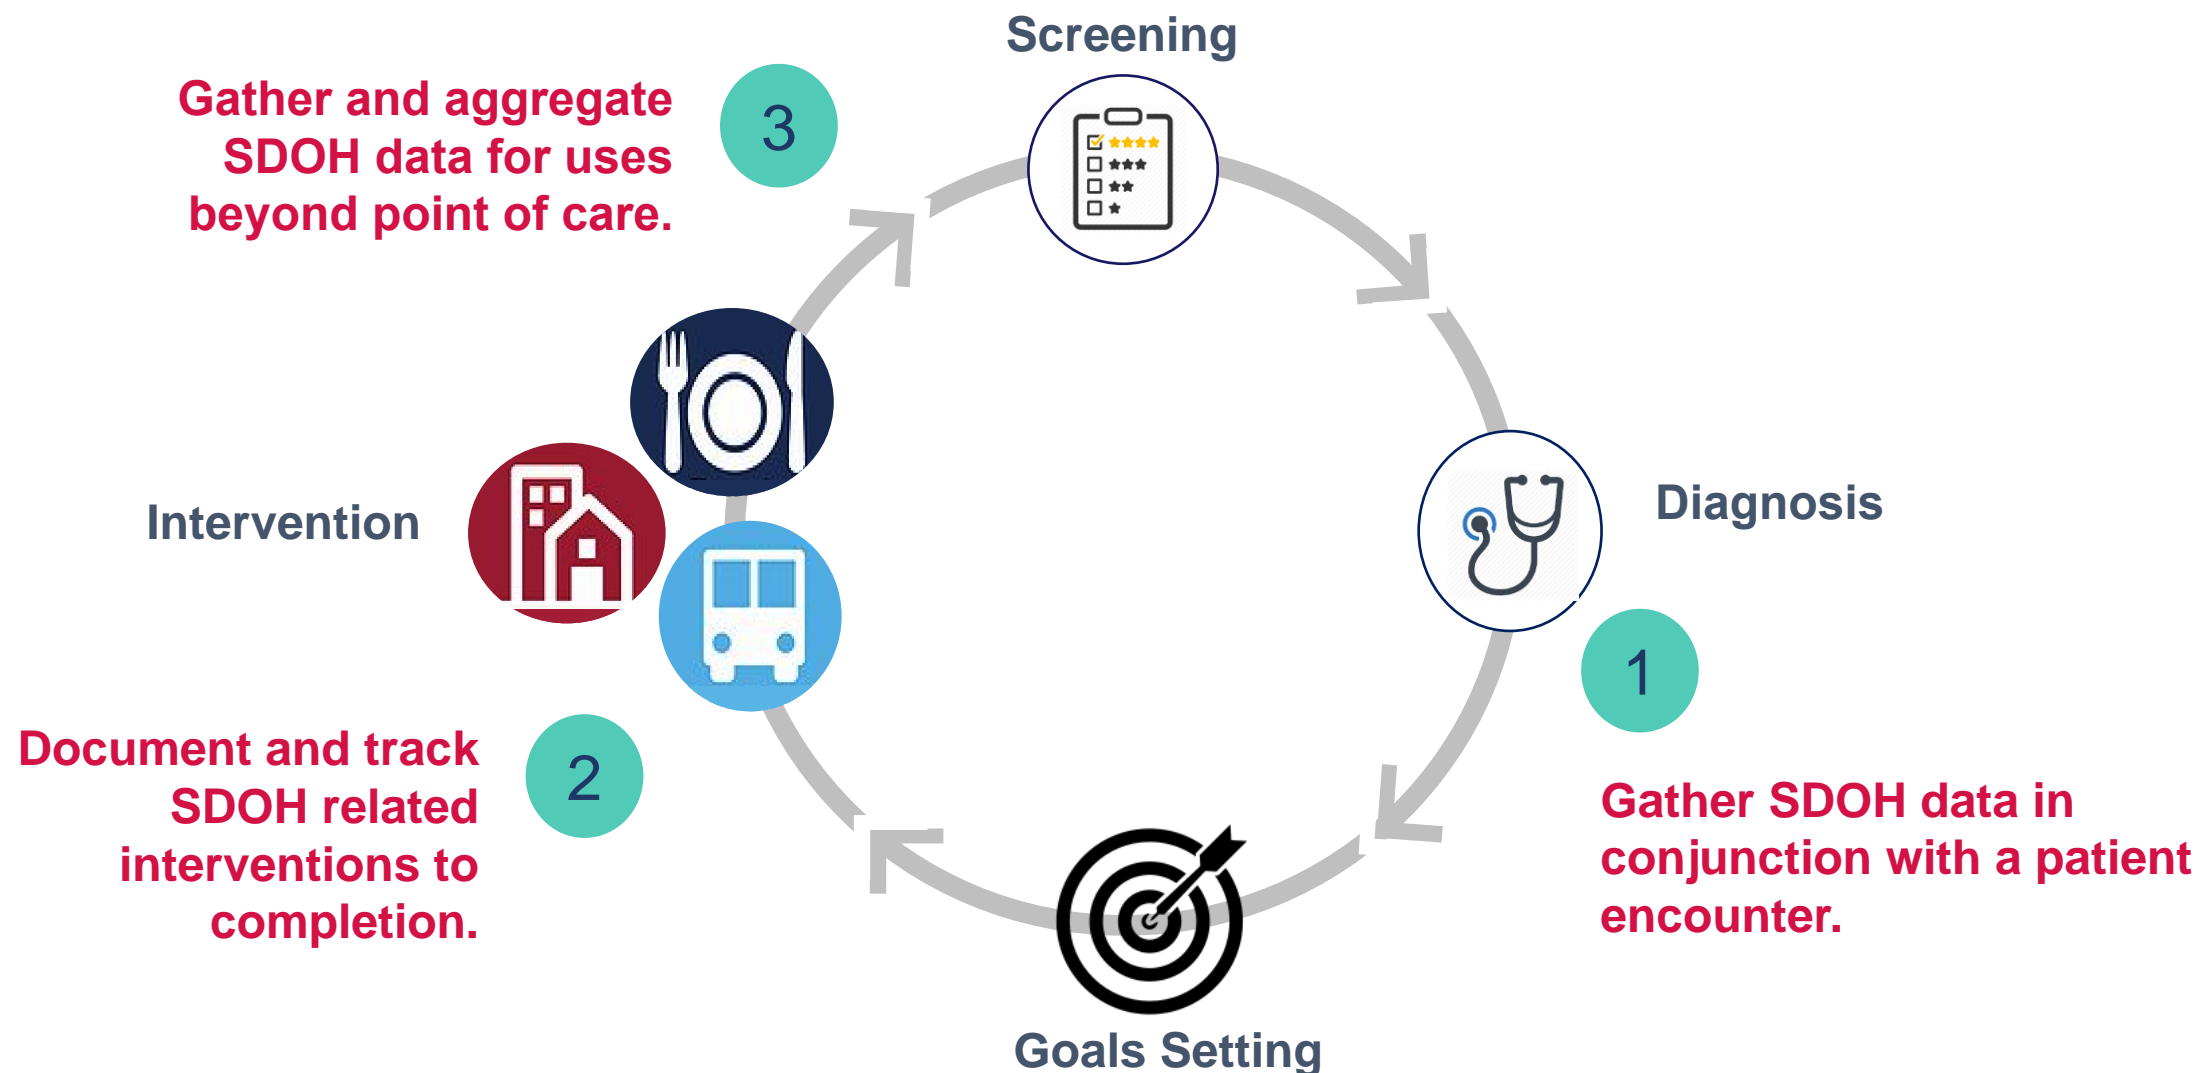 Screening
3
Gather and aggregate
SDOH data for uses
beyond point of care.
Diagnosis
1
Gather SDOH data in
conjunction with a patient
encounter.
Goals Setting
2
Document and track
SDOH related
interventions to
completion.
Intervention